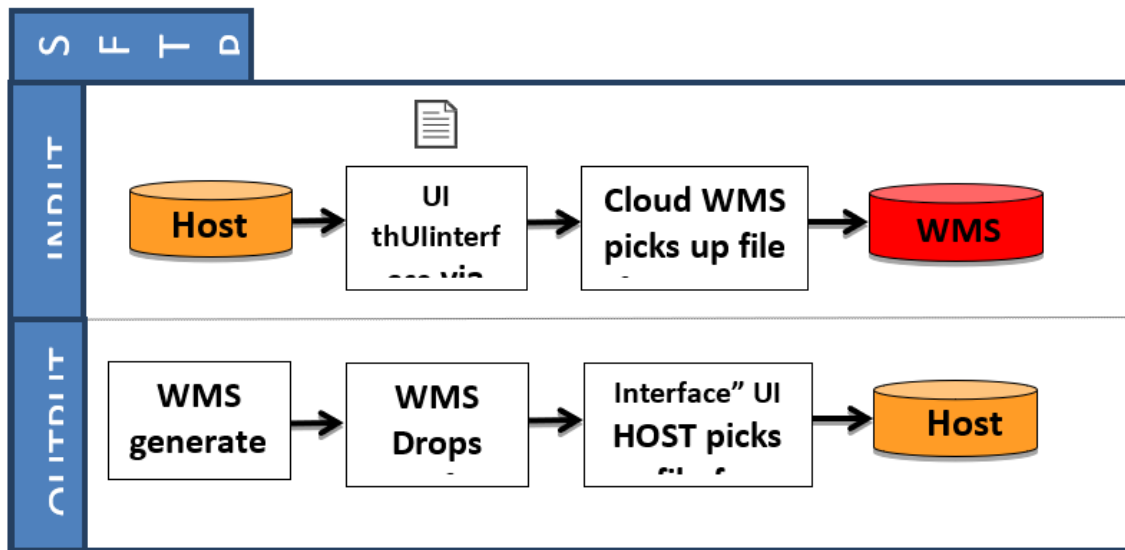 S F T P
INPUT
Host
UI
thUIinterf
via
Cloud WMS
picks up file
WMS
OUTPUT
WMS
generate
WMS
Drops
Interface” UI
HOST picks
Host